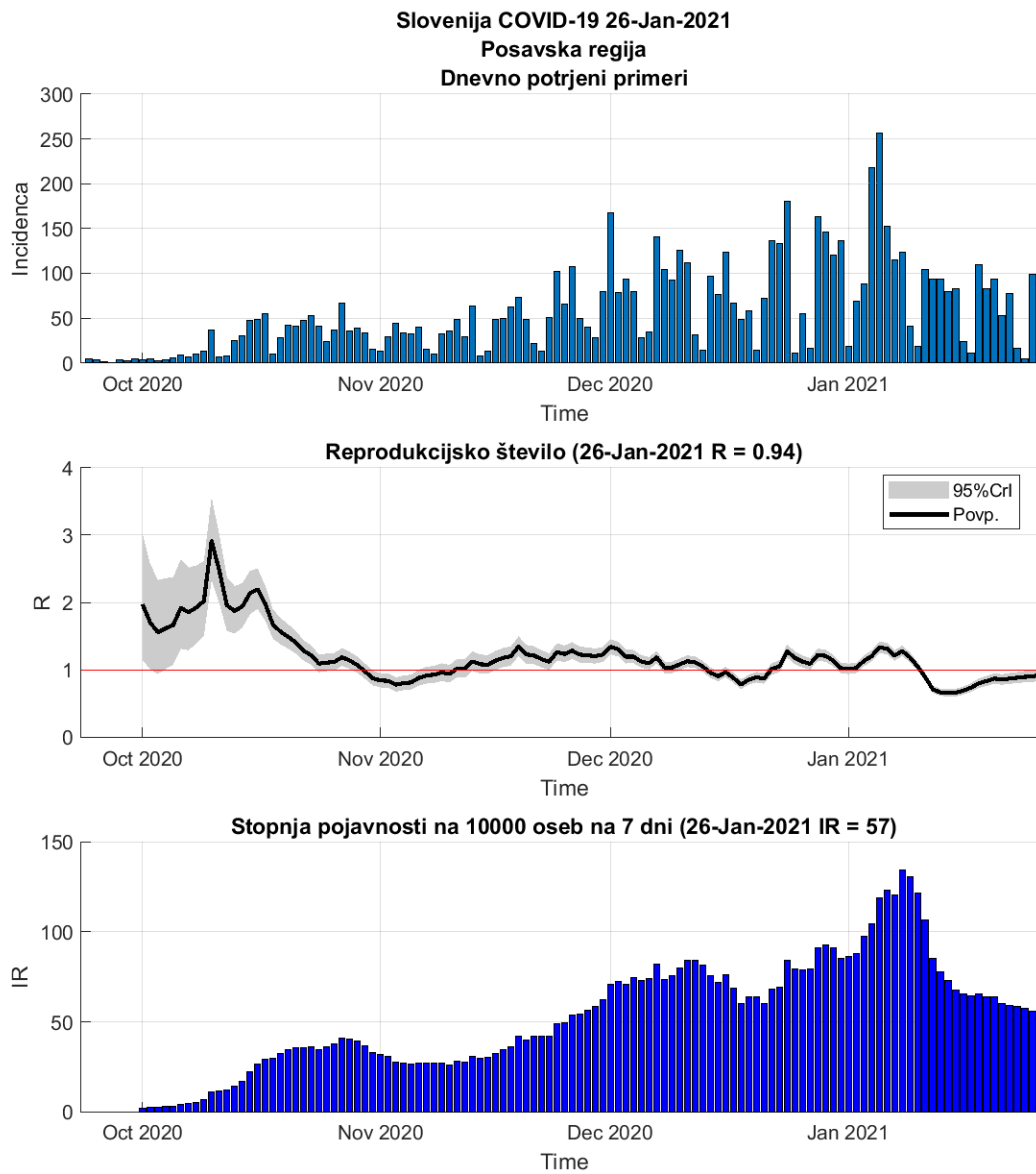 Slovenija COVID-19 26-Jan-2021
Posavska regija
Dnevno potrjeni primeri
300
250
200
150
100
50
0
Incidenca
Oct 2020 Nov 2020 Dec 2020 Jan 2021
Time
Reprodukcijsko število (26-Jan-2021 R = 0.94)
4
3
2
1
0
R
95%CrI
Povp.
Oct 2020 Nov 2020 Dec 2020 Jan 2021
Time
Stopnja pojavnosti na 10000 oseb na 7 dni (26-Jan-2021 IR = 57)
150
100
50
0
IR
Oct 2020 Nov 2020 Dec 2020 Jan 2021
Time